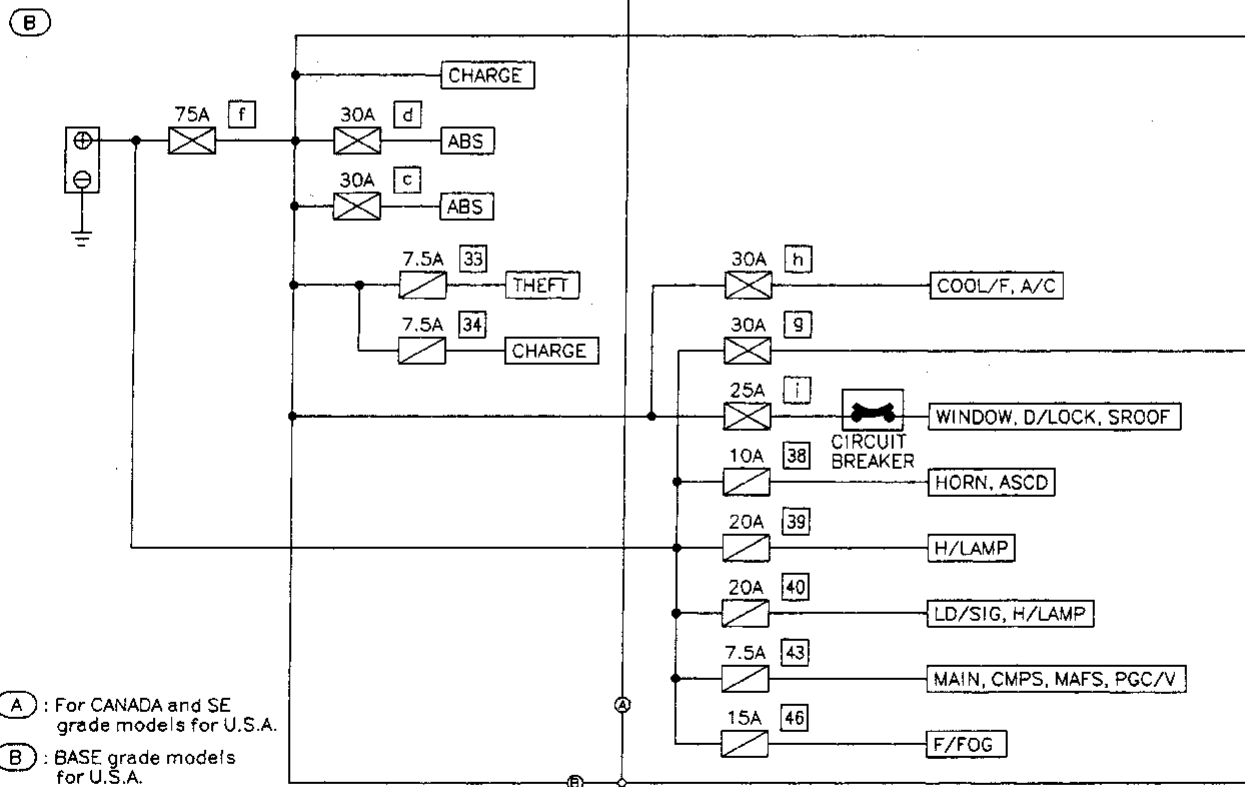 B
CHARGE
75A f
30A d
ABS
30A c
ABS
7.5A 33
THEFT
7.5A 34
CHARGE
30A h
COOL/F, A/C
30A g
25A i
WINDOW, D/LOCK, SROOF
CIRCUIT
BREAKER
10A 38
HORN, ASCD
20A 39
H/LAMP
20A 40
LD/SIG, H/LAMP
7.5A 43
MAIN, CMPS, MAFS, PGC/V
15A 46
F/FOG
A
B
A : For CANADA and SE
grade models for U.S.A.
B : BASE grade models
for U.S.A.